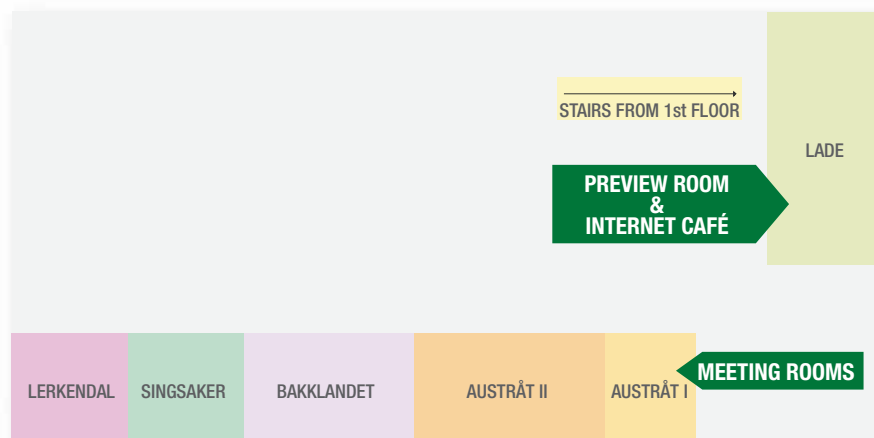 STAIRS FROM 1st FLOOR
LADE
PREVIEW ROOM
&
INTERNET CAFÉ
LERKENDAL
SINGSAKER
BAKKLANDET
AUSTRÅT II
AUSTRÅT I
MEETING ROOMS